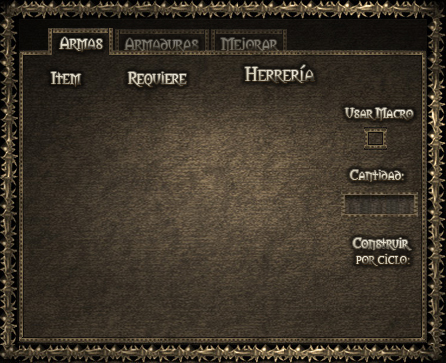 Armas Armaduras Mejorar
Item Requiere Herrería
Usar Macro
Cantidad:
Construir
por ciclo: